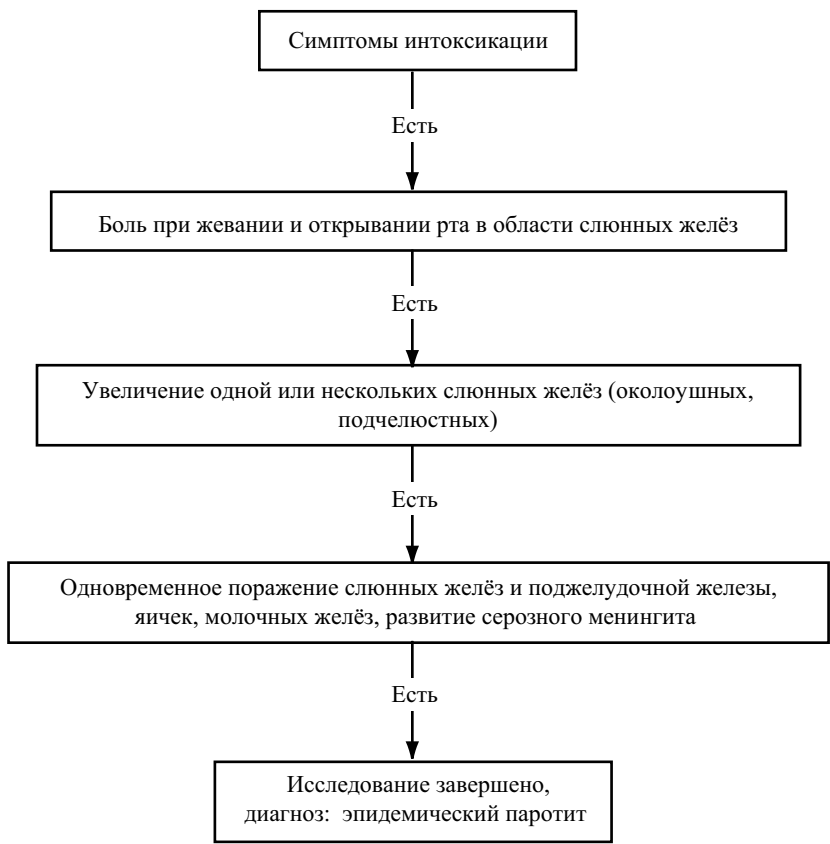 Симптомы интоксикации
Есть
Боль при жевании и открывании рта в области слюнных желёз
Есть
Увеличение одной или нескольких слюнных желёз (околоушных,
подчелюстных)
Есть
Одновременное поражение слюнных желёз и поджелудочной железы,
яичек, молочных желёз, развитие серозного менингита
Есть
Исследование завершено,
диагноз: эпидемический паротит